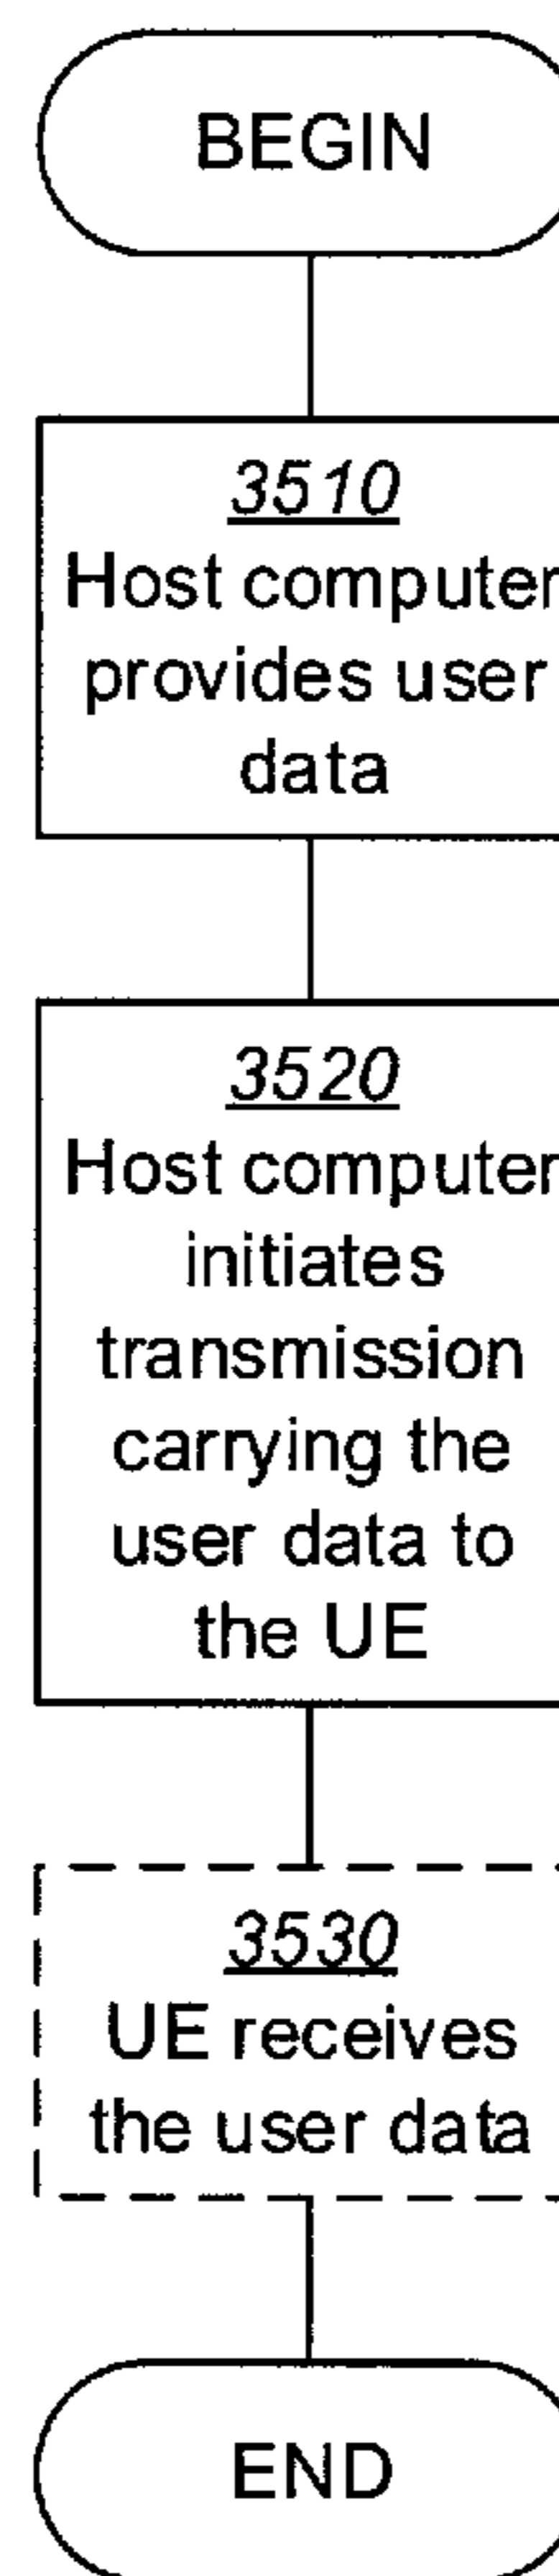 BEGIN
3510
Host computer
provides user
data
3520
Host computer
initiates
transmission
carrying the
user data to
the UE
3530
UE receives
the user data
END